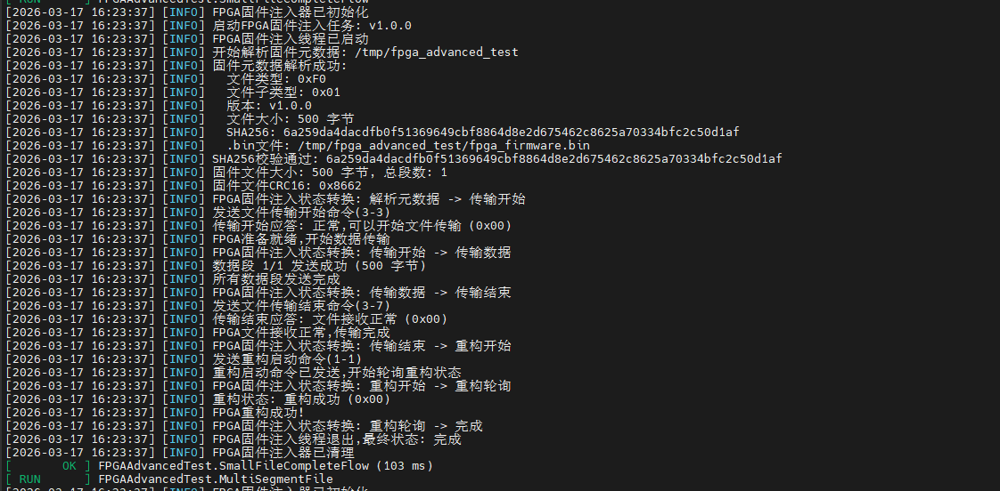 [ RUN      ] FPGAAdvancedTest.SmallFileCompleteFlow
[2026-03-17 16:23:37] [INFO] FPGA固件注入器已初始化
[2026-03-17 16:23:37] [INFO] 启动FPGA固件注入任务: v1.0.0
[2026-03-17 16:23:37] [INFO] FPGA固件注入线程已启动
[2026-03-17 16:23:37] [INFO] 开始解析固件元数据: /tmp/fpga_advanced_test
[2026-03-17 16:23:37] [INFO] 固件元数据解析成功:
[2026-03-17 16:23:37] [INFO]   文件类型: 0xF0
[2026-03-17 16:23:37] [INFO]   文件子类型: 0x01
[2026-03-17 16:23:37] [INFO]   版本: v1.0.0
[2026-03-17 16:23:37] [INFO]   文件大小: 500 字节
[2026-03-17 16:23:37] [INFO]   SHA256: 6a259da4dacdfb0f51369649cbf8864d8e2d675462c8625a70334bfc2c50d1af
[2026-03-17 16:23:37] [INFO]   .bin文件: /tmp/fpga_advanced_test/fpga_firmware.bin
[2026-03-17 16:23:37] [INFO] SHA256校验通过: 6a259da4dacdfb0f51369649cbf8864d8e2d675462c8625a70334bfc2c50d1af
[2026-03-17 16:23:37] [INFO] 固件文件大小: 500 字节, 总段数: 1
[2026-03-17 16:23:37] [INFO] 固件文件CRC16: 0x8662
[2026-03-17 16:23:37] [INFO] FPGA固件注入状态转换: 解析元数据 -> 传输开始
[2026-03-17 16:23:37] [INFO] 发送文件传输开始命令(3-3)
[2026-03-17 16:23:37] [INFO] 传输开始应答: 正常,可以开始文件传输 (0x00)
[2026-03-17 16:23:37] [INFO] FPGA准备就绪,开始数据传输
[2026-03-17 16:23:37] [INFO] FPGA固件注入状态转换: 传输开始 -> 传输数据
[2026-03-17 16:23:37] [INFO] 数据段 1/1 发送成功 (500 字节)
[2026-03-17 16:23:37] [INFO] 所有数据段发送完成
[2026-03-17 16:23:37] [INFO] FPGA固件注入状态转换: 传输数据 -> 传输结束
[2026-03-17 16:23:37] [INFO] 发送文件传输结束命令(3-7)
[2026-03-17 16:23:37] [INFO] 传输结束应答: 文件接收正常 (0x00)
[2026-03-17 16:23:37] [INFO] FPGA文件接收正常,传输完成
[2026-03-17 16:23:37] [INFO] FPGA固件注入状态转换: 传输结束 -> 重构开始
[2026-03-17 16:23:37] [INFO] 发送重构启动命令(1-1)
[2026-03-17 16:23:37] [INFO] 重构启动命令已发送,开始轮询重构状态
[2026-03-17 16:23:37] [INFO] FPGA固件注入状态转换: 重构开始 -> 重构轮询
[2026-03-17 16:23:37] [INFO] 重构状态: 重构成功 (0x00)
[2026-03-17 16:23:37] [INFO] FPGA重构成功!
[2026-03-17 16:23:37] [INFO] FPGA固件注入状态转换: 重构轮询 -> 完成
[2026-03-17 16:23:37] [INFO] FPGA固件注入线程退出,最终状态: 完成
[2026-03-17 16:23:37] [INFO] FPGA固件注入器已清理
[       OK ] FPGAAdvancedTest.SmallFileCompleteFlow (103 ms)
[ RUN      ] FPGAAdvancedTest.MultiSegmentFile
[2026-03-17 16:23:37] [INFO] FPGA固件注入器已初始化